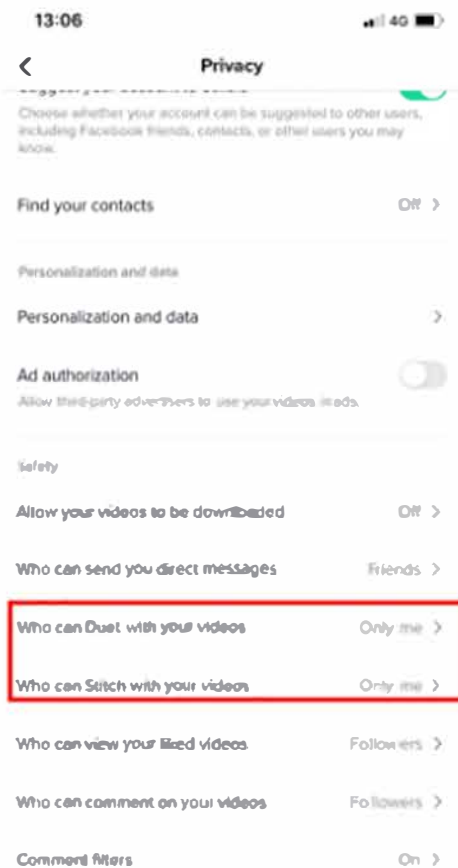 13:06
4G
Privacy
Choose whether your account can be suggested to other users,
including Facebook friends, contacts, or other users you may
know.
Find your contacts Off
Personalization and data
Personalization and data
Ad authorization
Allow third-party advertisers to use your videos in ads.
Safety
Allow your videos to be downloaded Off
Who can send you direct messages Friends
Who can Duet with your videos Only me
Who can Stitch with your videos Only me
Who can view your liked videos Followers
Who can comment on your videos Followers
Comment filters On